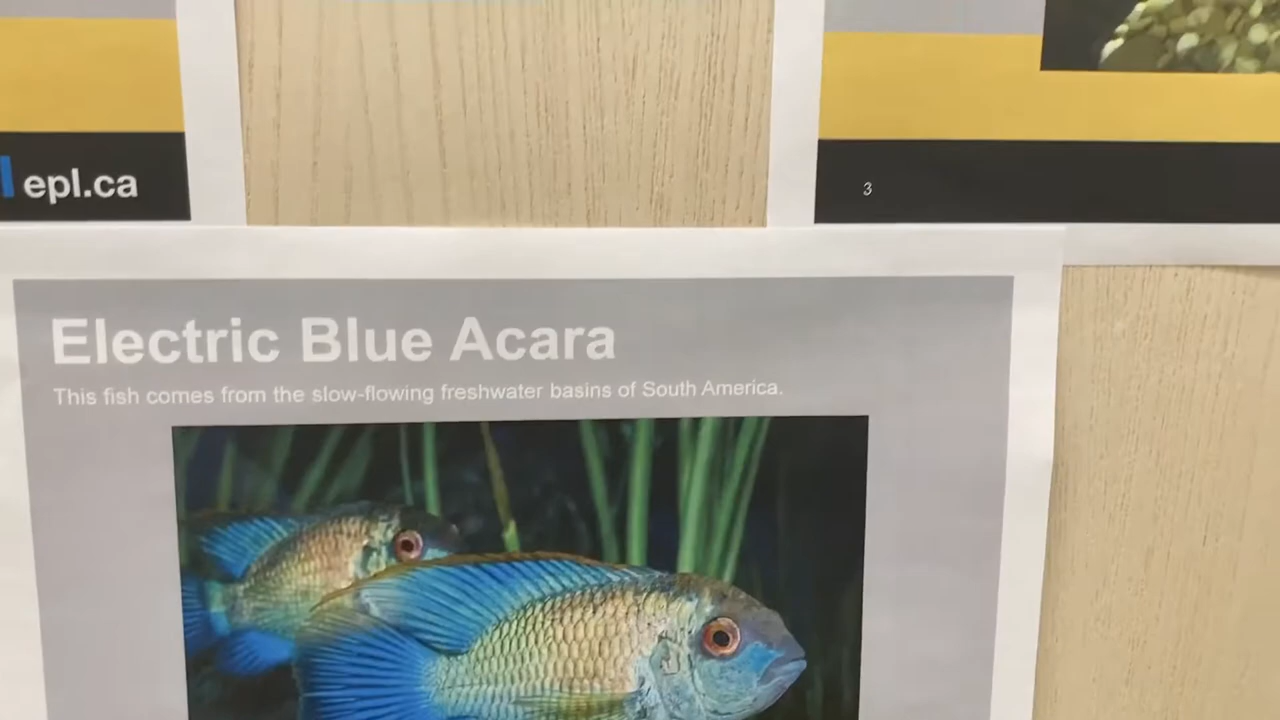 epl.ca
3
Electric Blue Acara
This fish comes from the slow-flowing freshwater basins of South America.